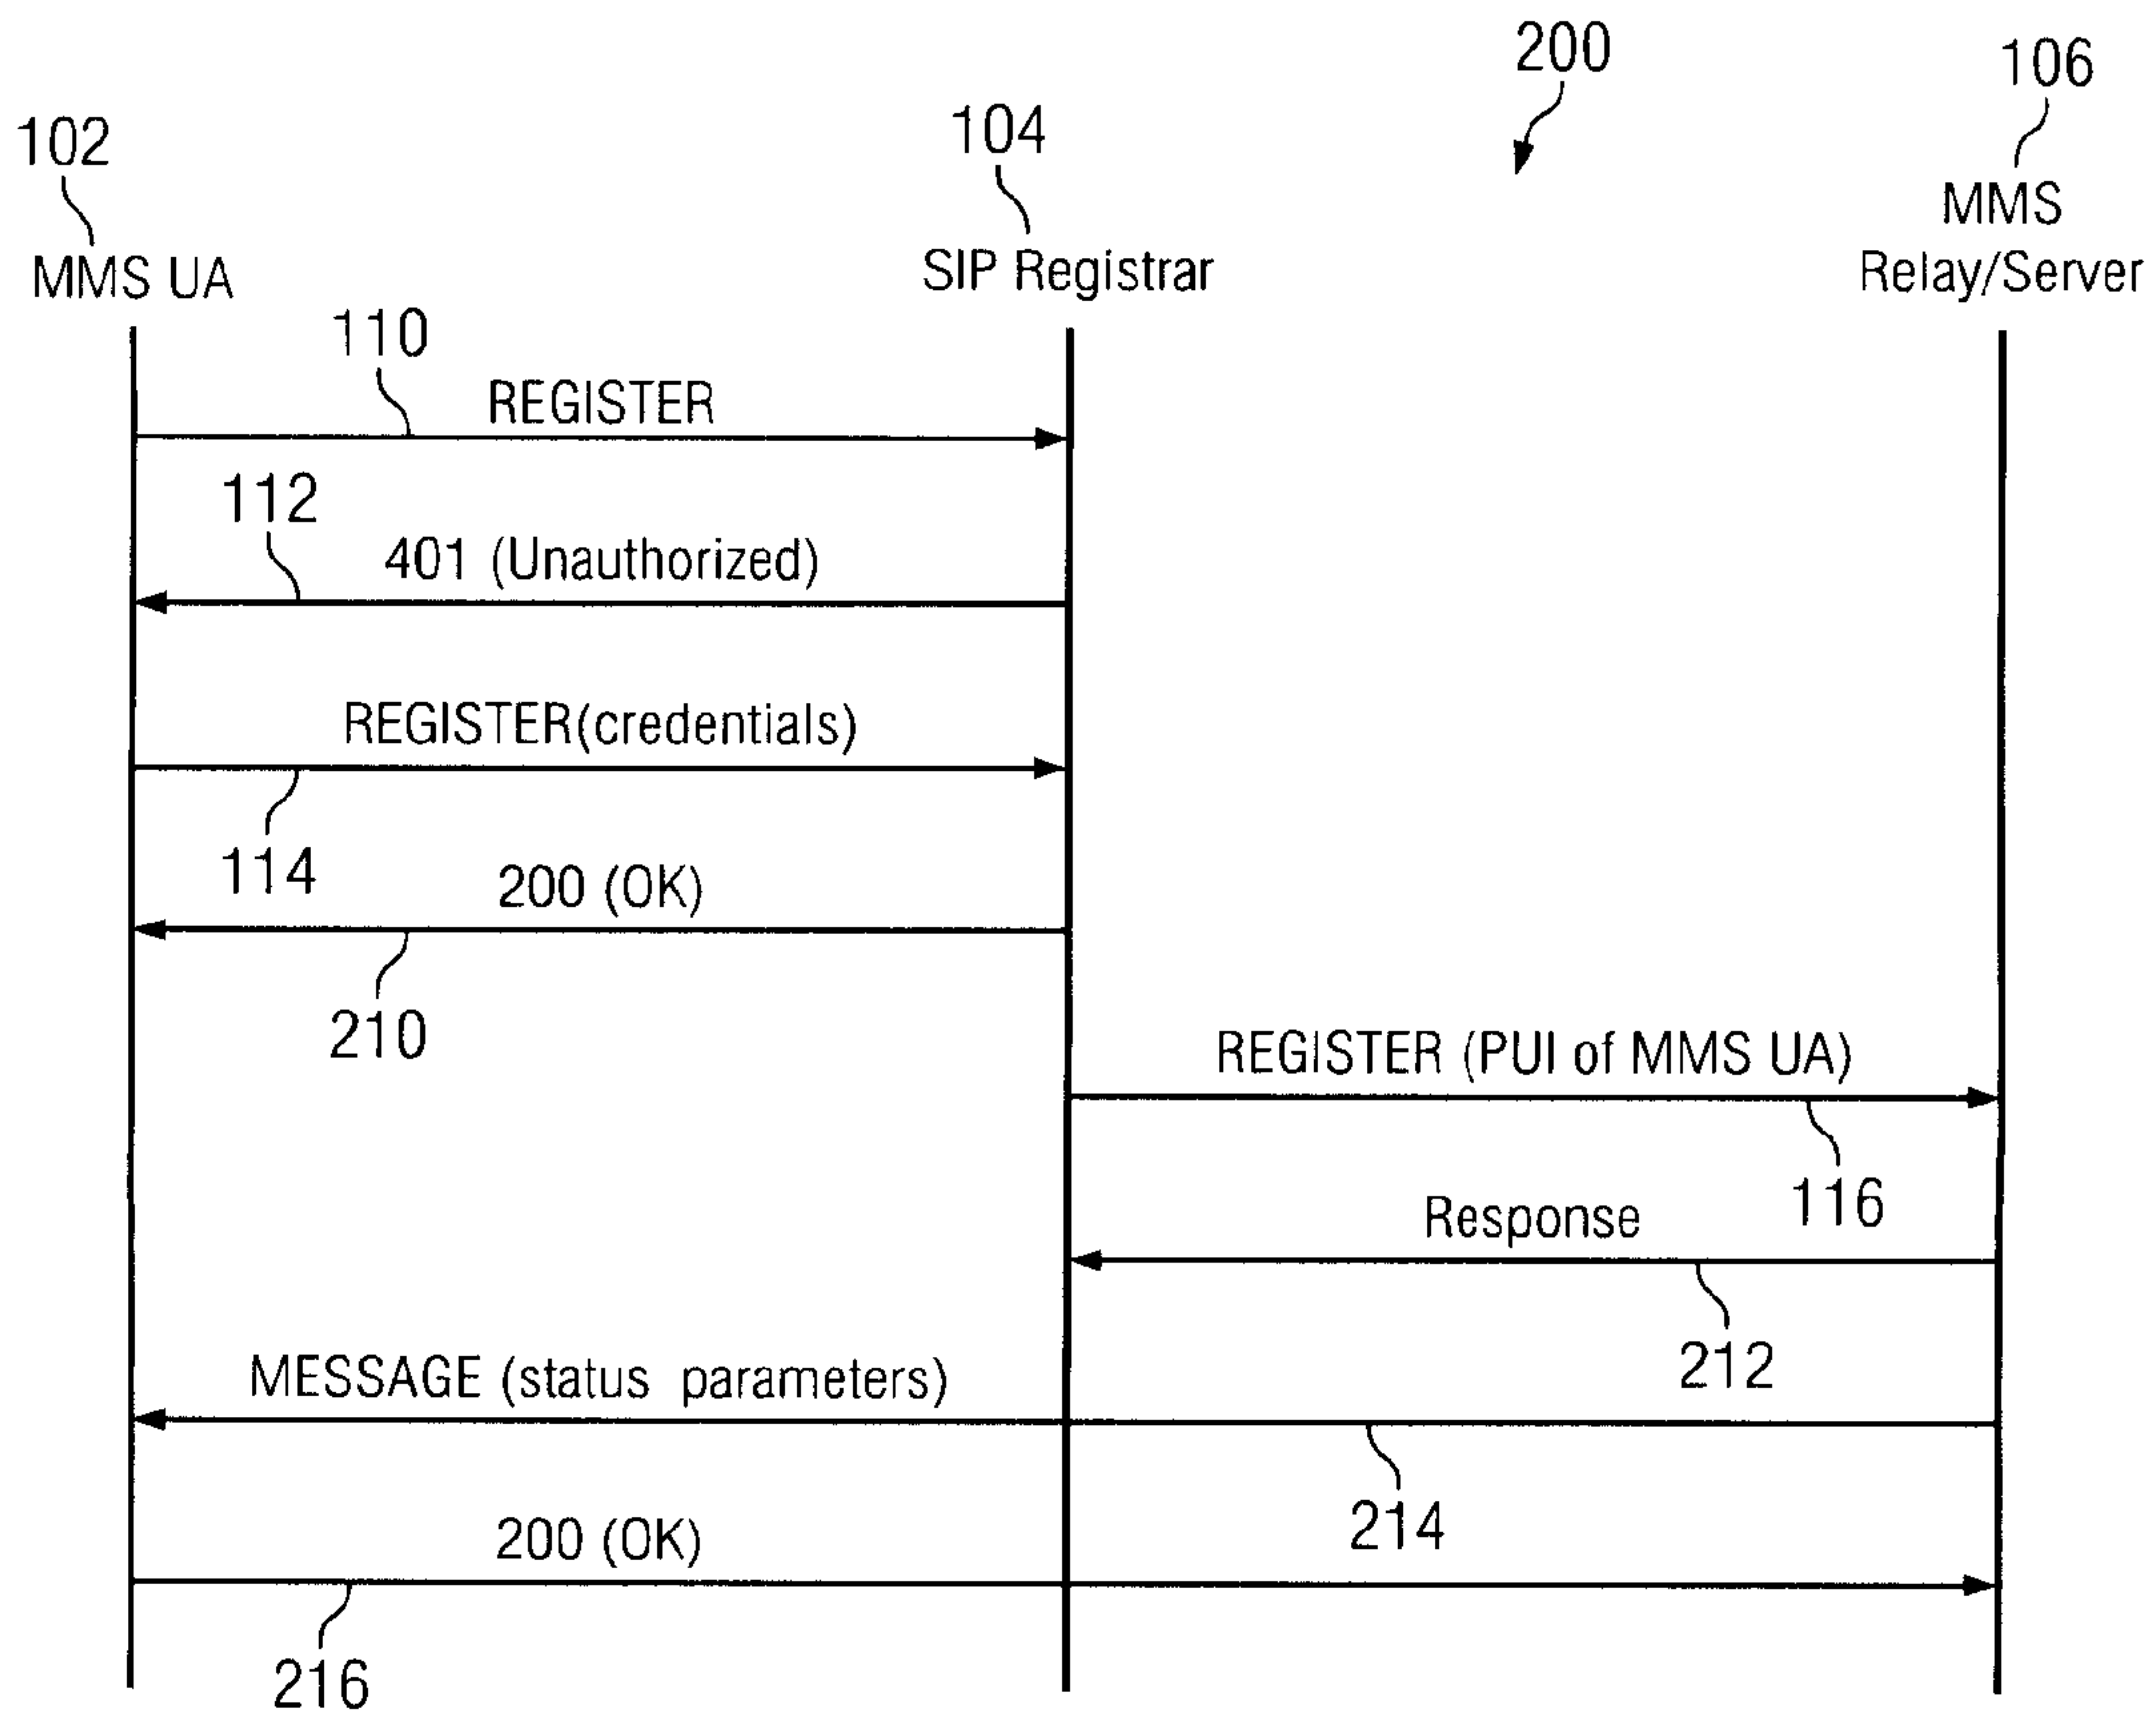 200
106
104
102
MMS
Relay/Server
SIP Registrar
MMS UA
110
REGISTER
112
401 (Unauthorized)
REGISTER(credentials)
114
200 (OK)
210
REGISTER (PUI of MMS UA)
116
Response
212
MESSAGE (status parameters)
214
200 (OK)
216